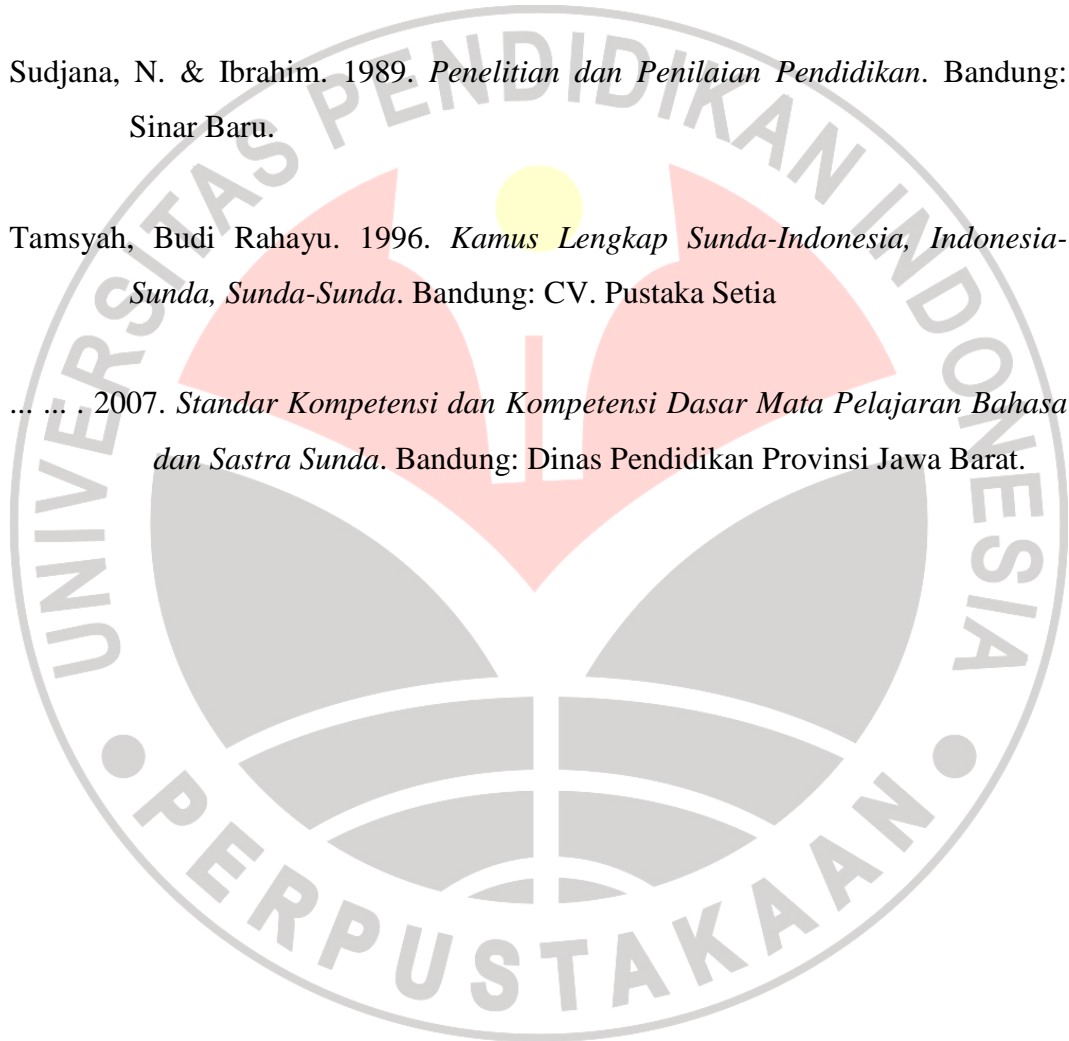 Sudjana, N. & Ibrahim. 1989. Penelitian dan Penilaian Pendidikan. Bandung:
Sinar Baru.
Tamsyah, Budi Rahayu. 1996. Kamus Lengkap Sunda-Indonesia, Indonesia-
Sunda, Sunda-Sunda. Bandung: CV. Pustaka Setia
... ... . 2007. Standar Kompetensi dan Kompetensi Dasar Mata Pelajaran Bahasa
dan Sastra Sunda. Bandung: Dinas Pendidikan Provinsi Jawa Barat.
UNIVERSITAS PENDIDIKAN INDONESIA
PERPUSTAKAAN